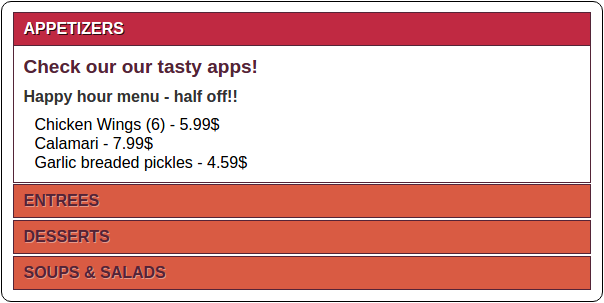 APPETIZERS
Check our our tasty apps!
Happy hour menu - half off!!
Chicken Wings (6) - 5.99$
Calamari - 7.99$
Garlic breaded pickles - 4.59$
ENTREES
DESSERTS
SOUPS & SALADS